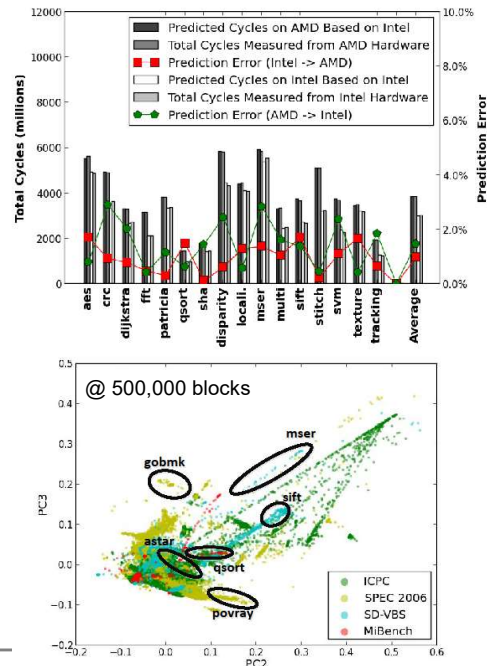 12000
10000
8000
6000
4000
2000
0
Total Cycles (millions)
10.0%
8.0%
6.0%
4.0%
2.0%
0.0%
Prediction Error
Predicted Cycles on AMD Based on Intel
Total Cycles Measured from AMD Hardware
Prediction Error (Intel -> AMD)
Predicted Cycles on Intel Based on Intel
Total Cycles Measured from Intel Hardware
Prediction Error (AMD -> Intel)
aes
crc
dijkstra
fft
patricia
qsort
sha
disparity
locali.
mser
multi
sift
stitch
svm
texture
tracking
Average
@ 500,000 blocks
mser
gobmk
sift
astar
qsort
povray
ICPC
SPEC 2006
SD-VBS
MiBench
0.5
0.4
0.3
0.2
0.1
0.0
−0.1
−0.2
PC3
−0.2
−0.1
0.0
0.1
0.2
0.3
0.4
0.5
0.6
PC2